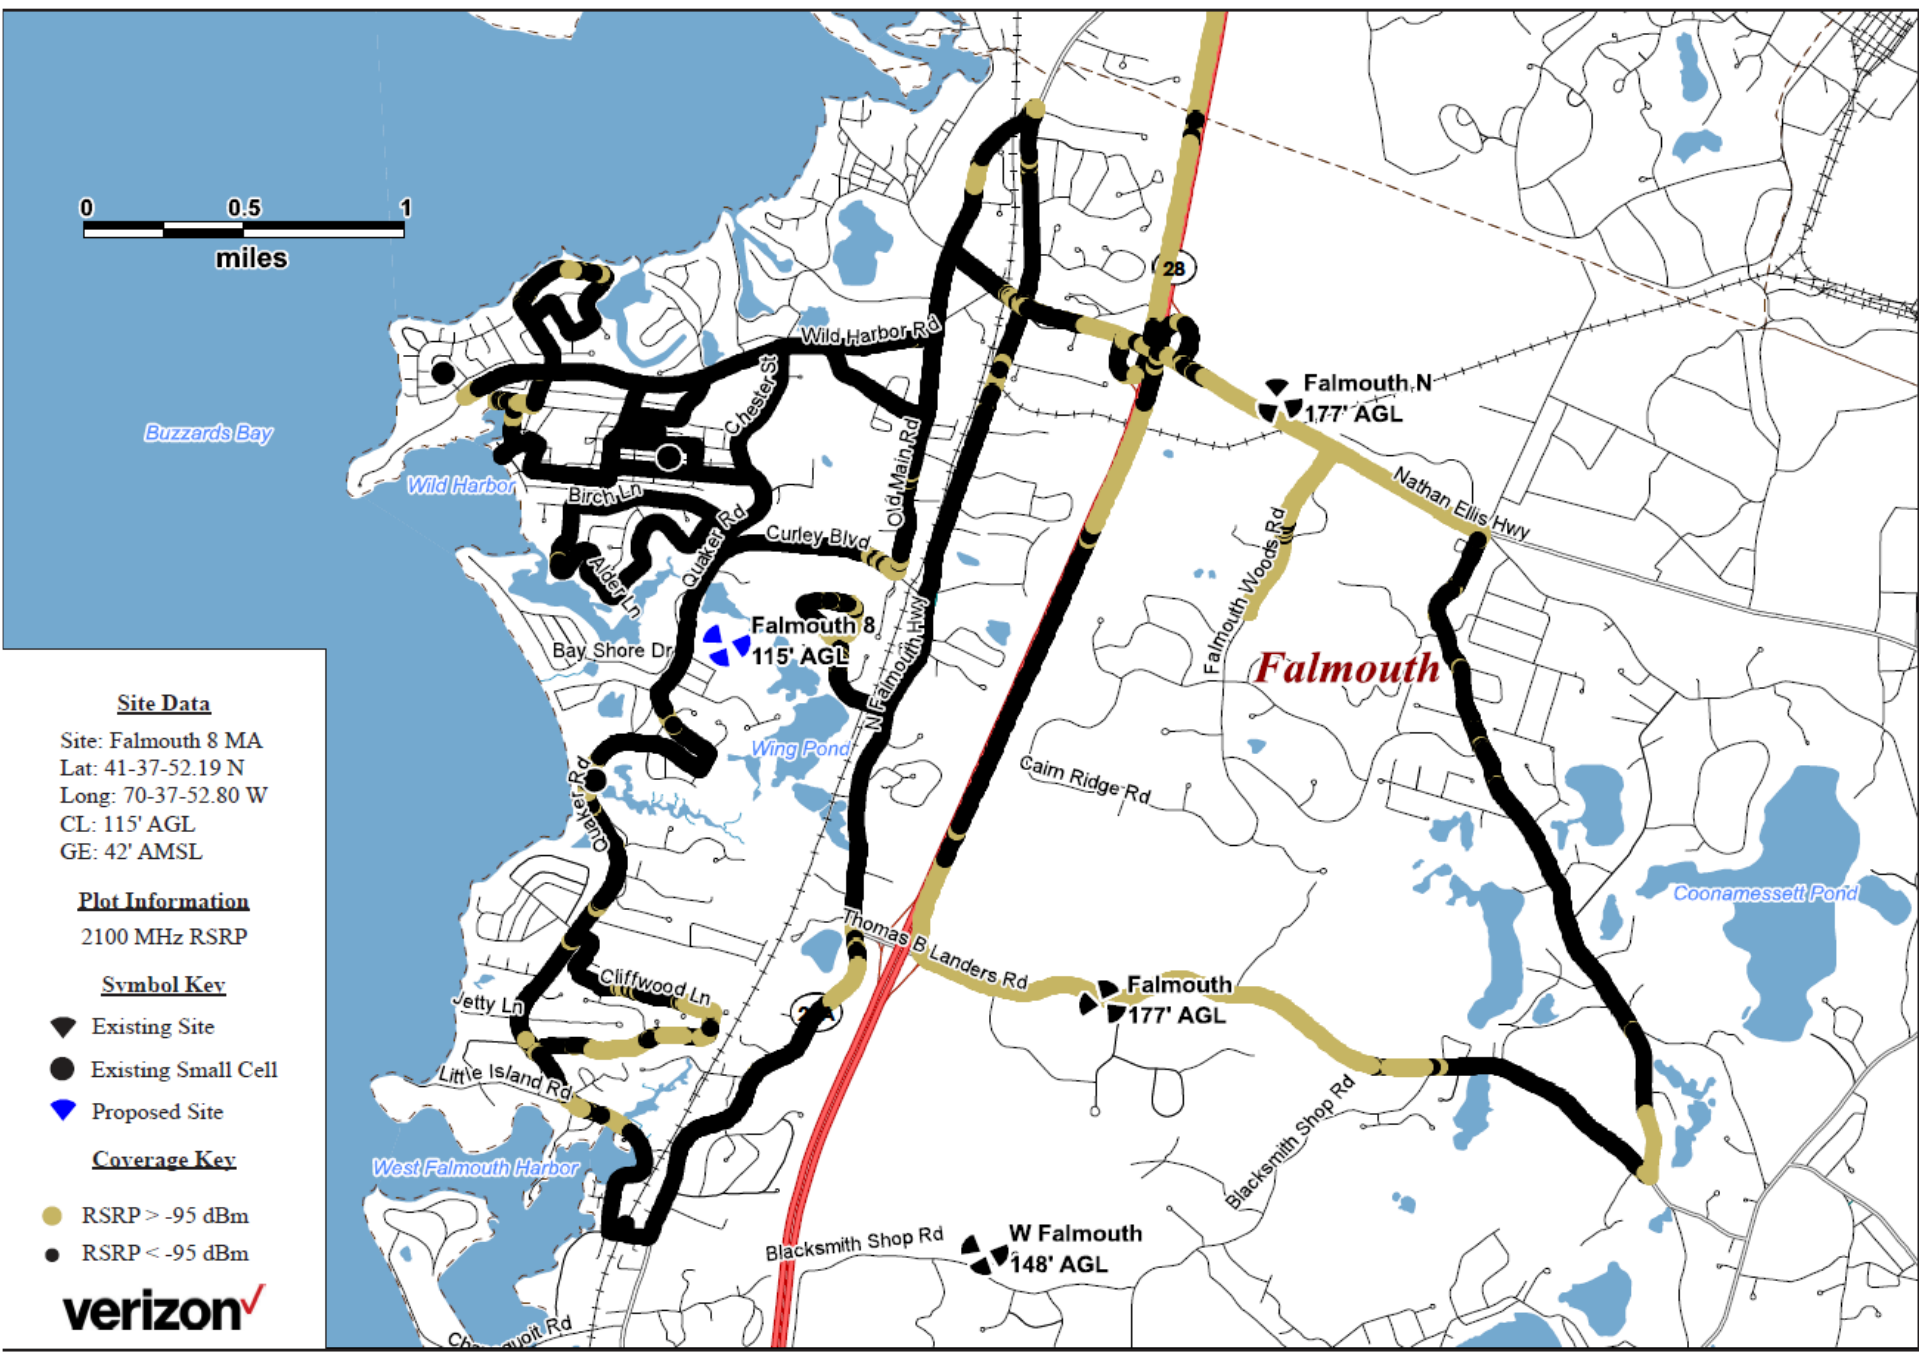 0
0.5
1
miles
28
Wild Harbor Rd
Chester St
Falmouth N
177' AGL
Buzzards Bay
Wild Harbor
Old Main Rd
Birch Ln
Nathan Ellis Hwy
Quaker Rd
Curley Blvd
Alder Ln
Falmouth Woods Rd
Falmouth 8
115' AGL
Bay Shore Dr
N Falmouth Hwy
Falmouth
Wing Pond
Cairn Ridge Rd
Quaker Rd
Coonamessett Pond
Thomas B Landers Rd
Cliffwood Ln
Jetty Ln
Falmouth
177' AGL
Little Island Rd
Blacksmith Shop Rd
West Falmouth Harbor
Blacksmith Shop Rd
W Falmouth
148' AGL
Site Data
Site: Falmouth 8 MA
Lat: 41-37-52.19 N
Long: 70-37-52.80 W
CL: 115' AGL
GE: 42' AMSL
Plot Information
2100 MHz RSRP
Symbol Key
Existing Site
Existing Small Cell
Proposed Site
Coverage Key
RSRP > -95 dBm
RSRP < -95 dBm
verizon